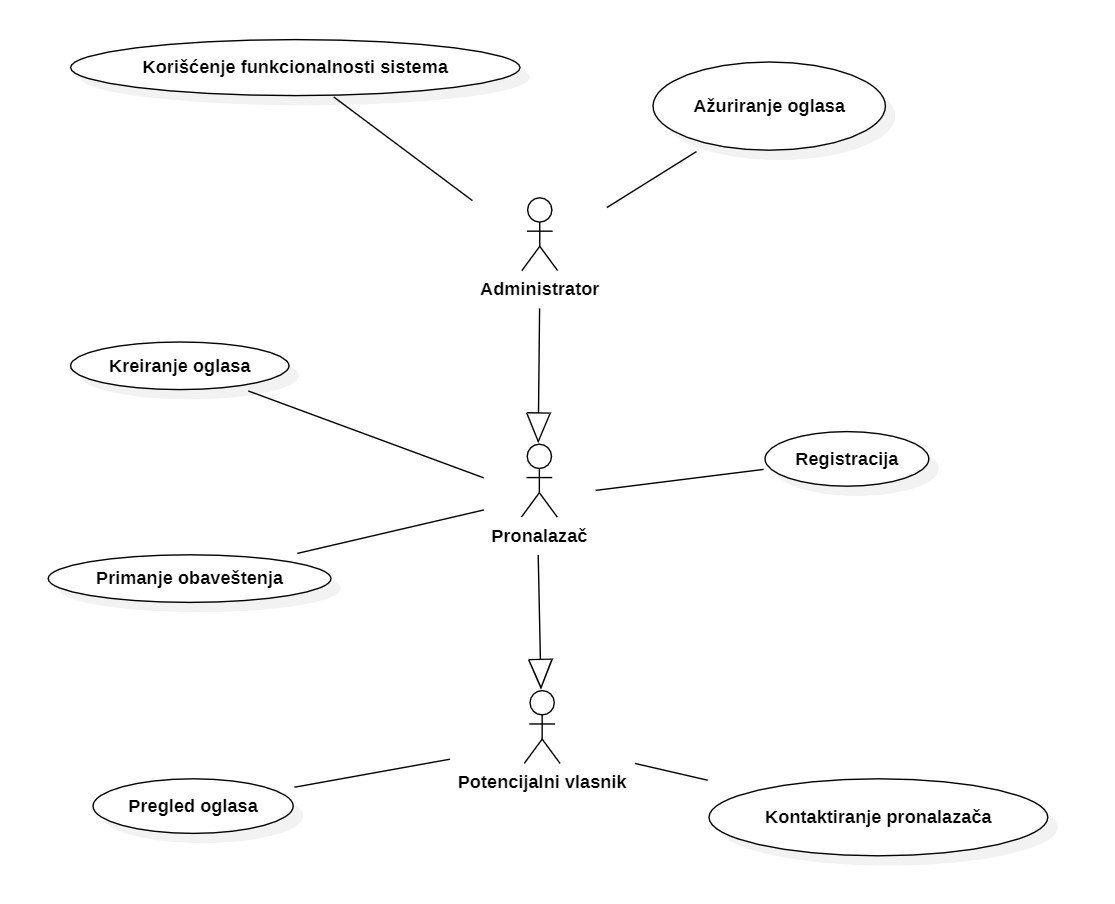 Korišćenje funkcionalnosti sistema
Ažuriranje oglasa
Administrator
Kreiranje oglasa
Registracija
Pronalazač
Primanje obaveštenja
Potencijalni vlasnik
Pregled oglasa
Kontaktiranje pronalazača